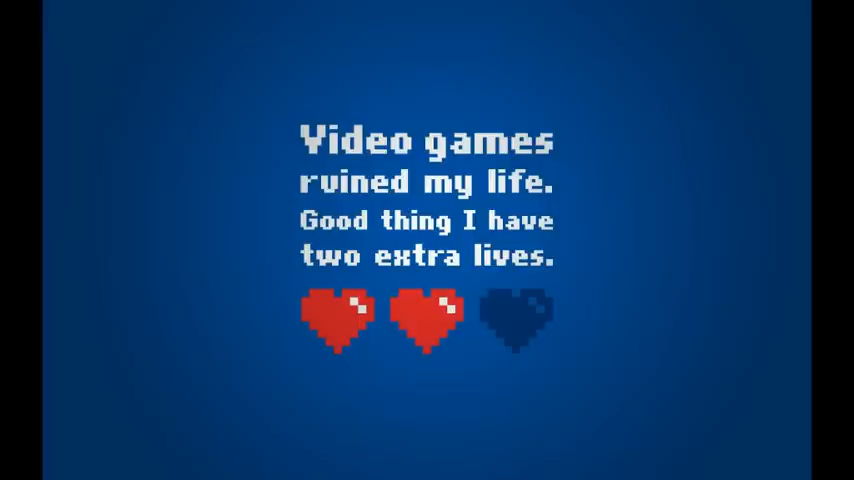 Video games
ruined my life.
Good thing I have
two extra lives.